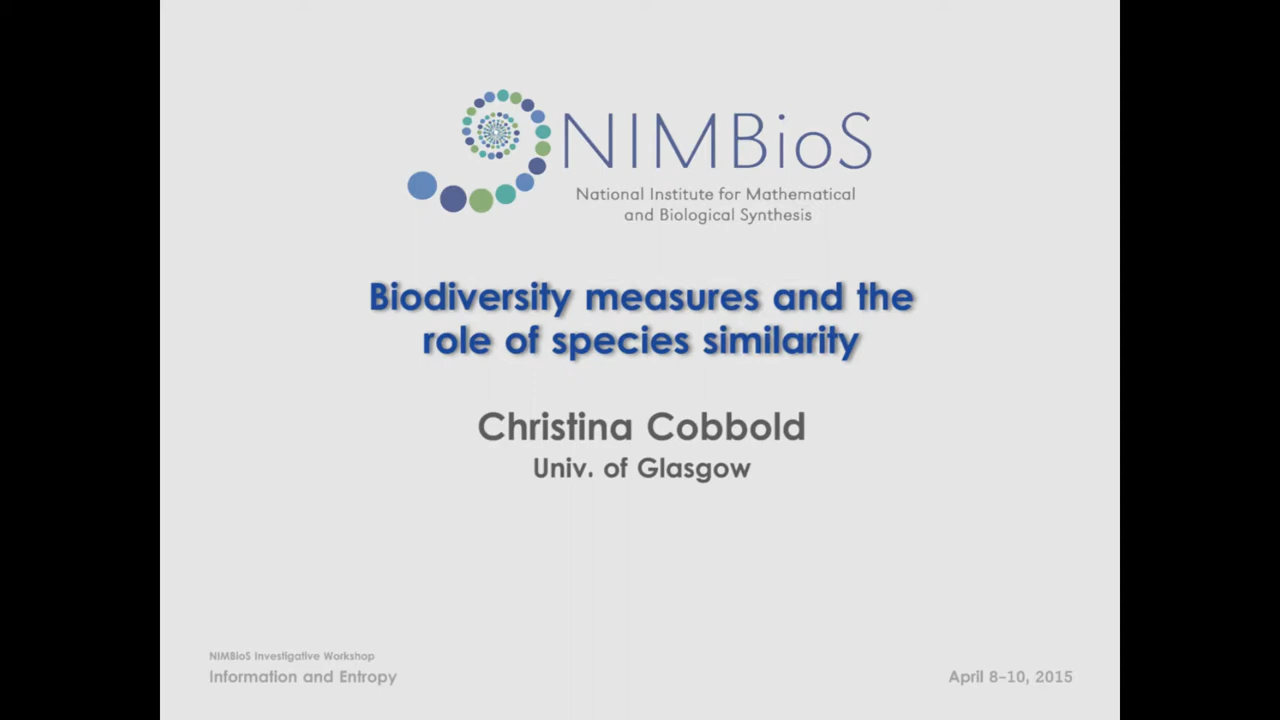 NIMBioS
National Institute for Mathematical
and Biological Synthesis
Biodiversity measures and the
role of species similarity
Christina Cobbold
Univ. of Glasgow
NIMBioS Investigative Workshop
Information and Entropy
April 8-10, 2015